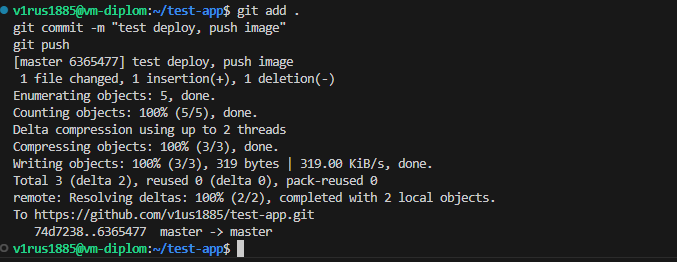 v1rus1885@vm-diplom:~/test-app$ git add .
git commit -m "test deploy, push image"
git push
[master 6365477] test deploy, push image
 1 file changed, 1 insertion(+), 1 deletion(-)
Enumerating objects: 5, done.
Counting objects: 100% (5/5), done.
Delta compression using up to 2 threads
Compressing objects: 100% (3/3), done.
Writing objects: 100% (3/3), 319 bytes | 319.00 KiB/s, done.
Total 3 (delta 2), reused 0 (delta 0), pack-reused 0
remote: Resolving deltas: 100% (2/2), completed with 2 local objects.
To https://github.com/v1us1885/test-app.git
   74d7238..6365477  master -> master
v1rus1885@vm-diplom:~/test-app$